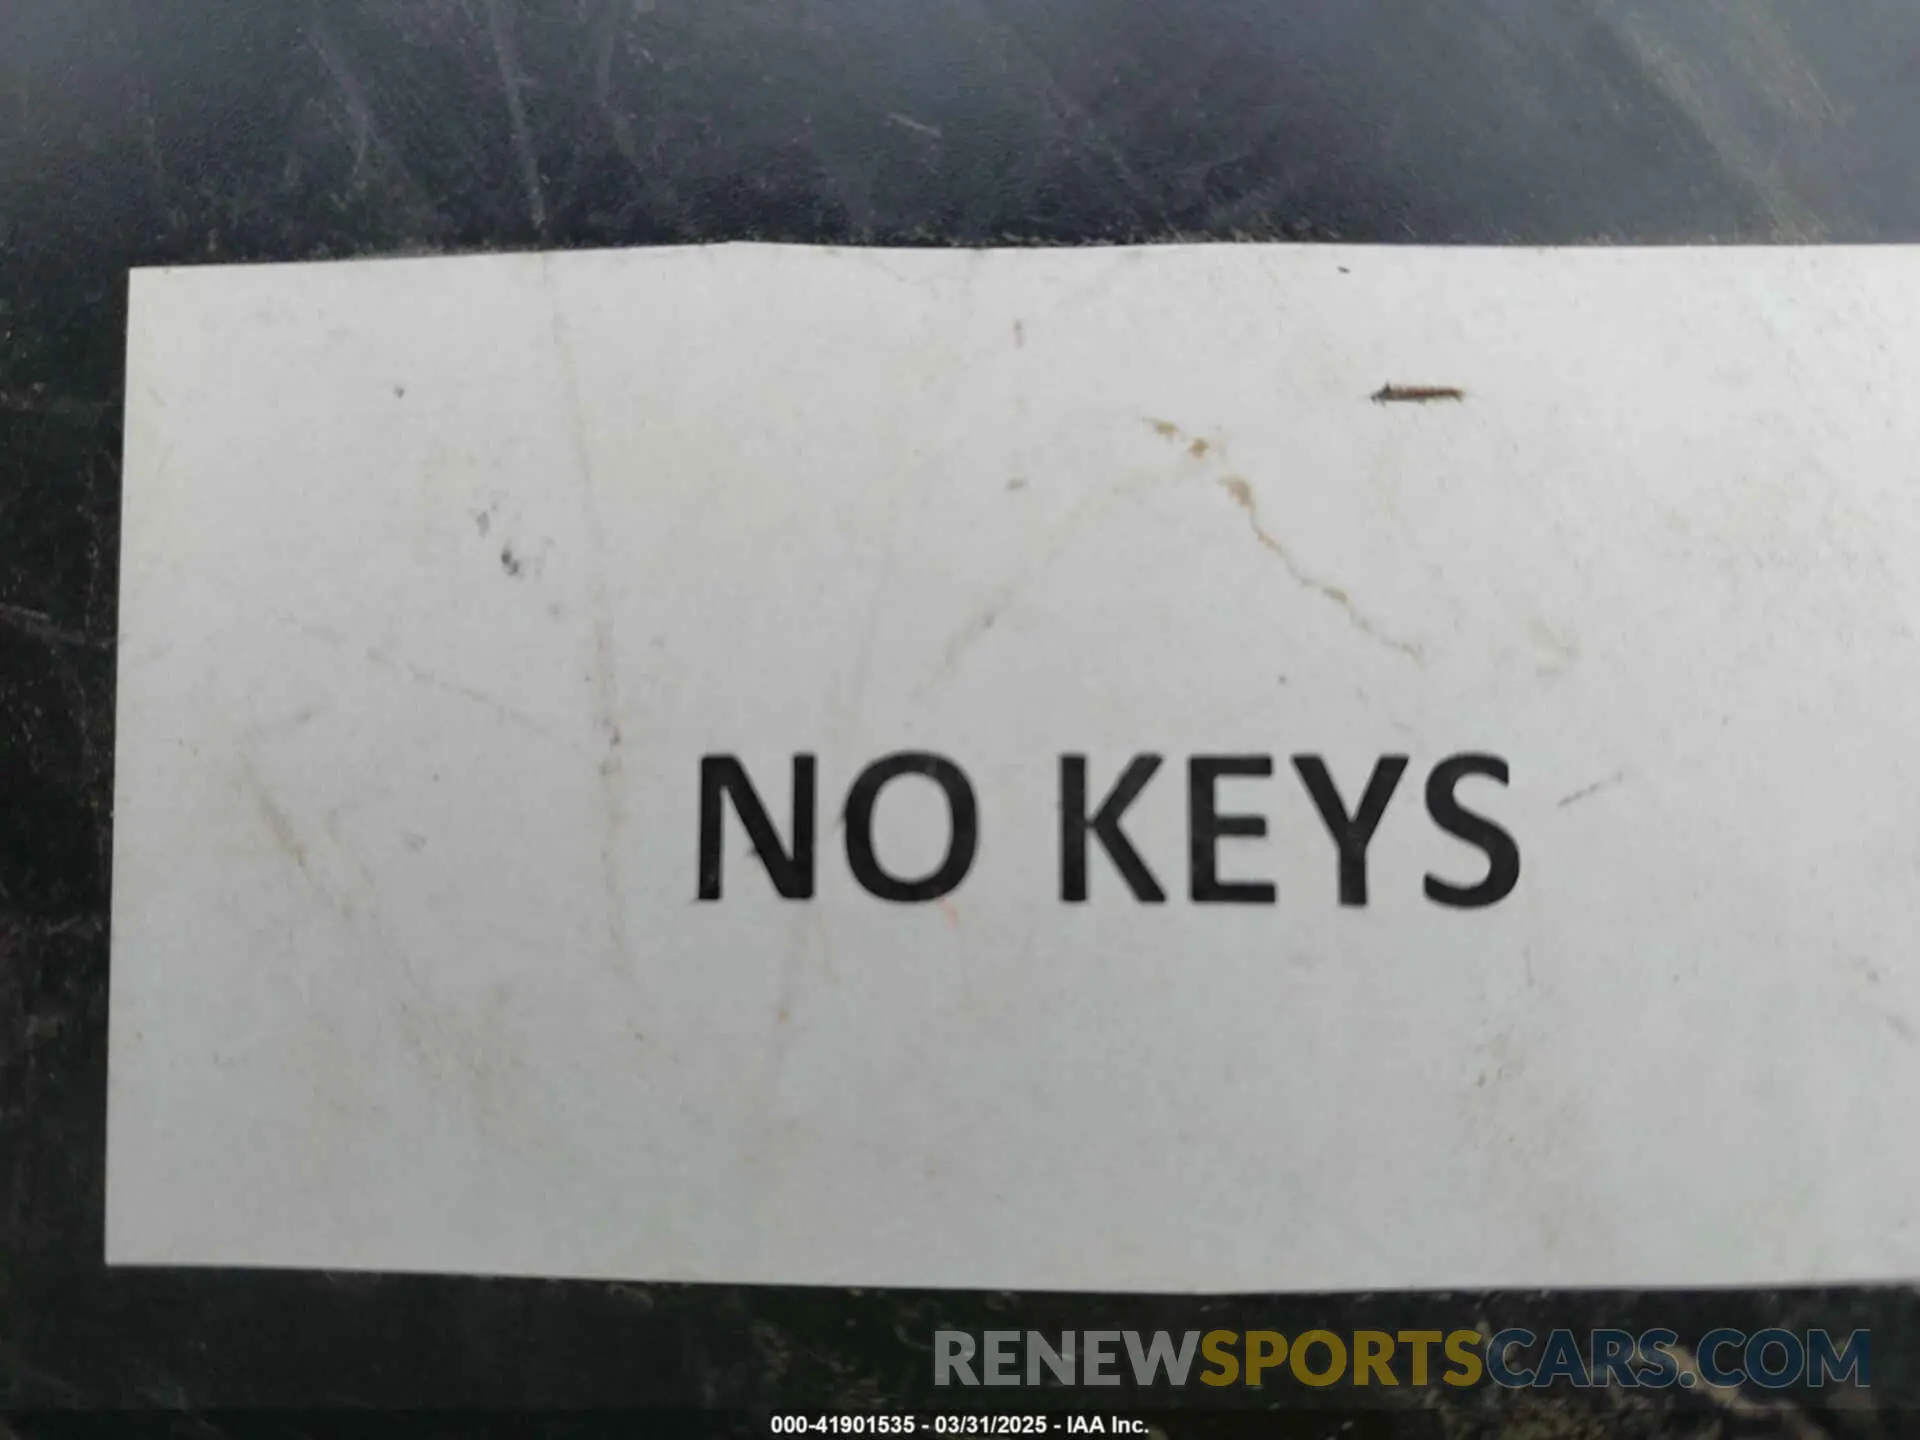 NO KEYS
RENEWSPORTSCARS.COM
000-41901535 - 03/31/2025 - IAA Inc.